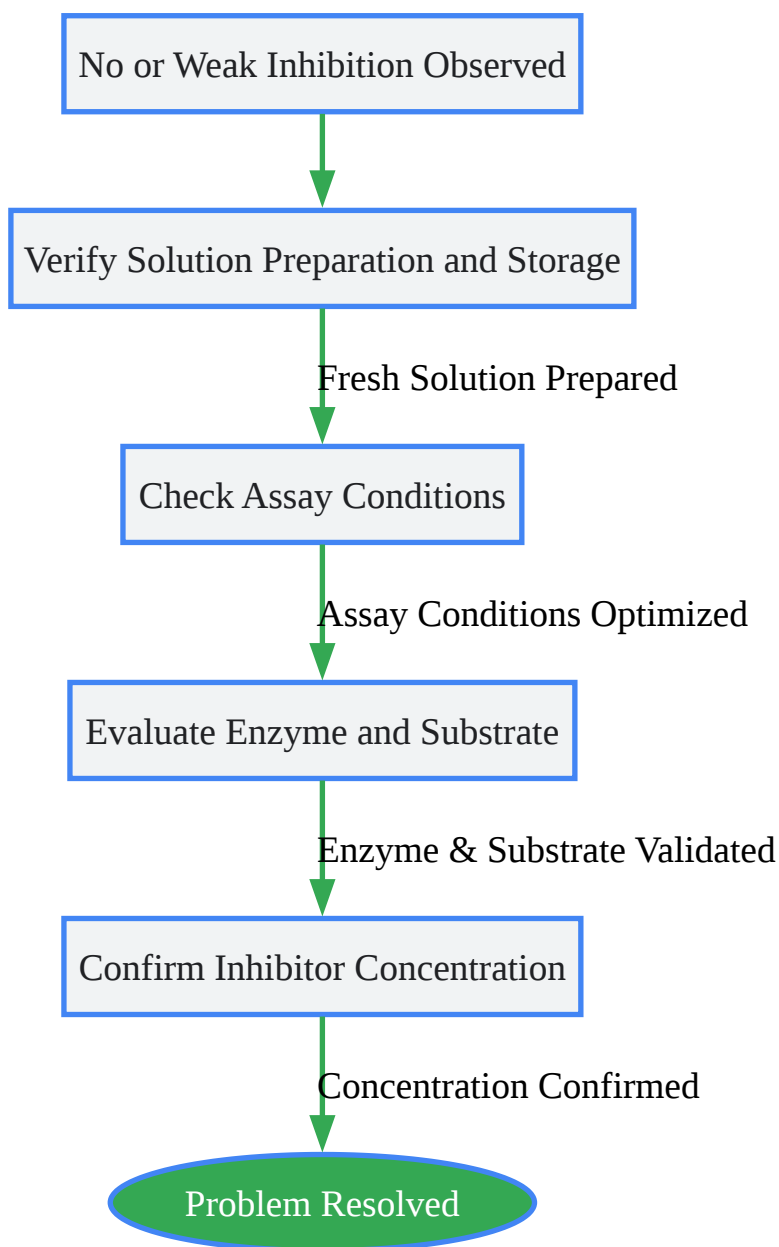 No or Weak Inhibition Observed
Verify Solution Preparation and Storage
Fresh Solution Prepared
Check Assay Conditions
Assay Conditions Optimized
Evaluate Enzyme and Substrate
Enzyme & Substrate Validated
Confirm Inhibitor Concentration
Concentration Confirmed
Problem Resolved